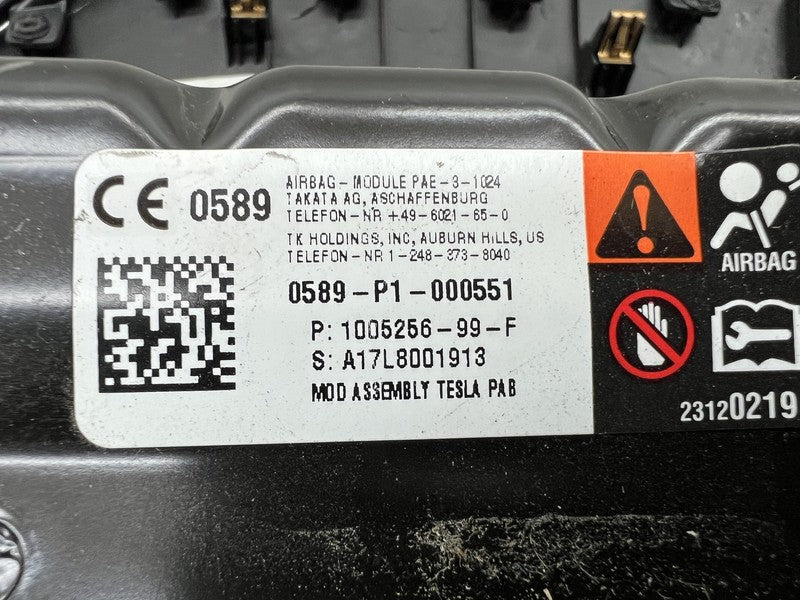 CE 0589
AIRBAG-MODULE PAE-3-1024
TAKATA AG, ASCHAFFENBURG
TELEFON-NR +49-6021-65-0
TK HOLDINGS, INC, AUBURN HILLS, US
TELEFON-NR 1-248-373-8040
0589-P1-000551
P: 1005256-99-F
S: A17L8001913
MOD ASSEMBLY TESLA PAB
AIRBAG
23120219